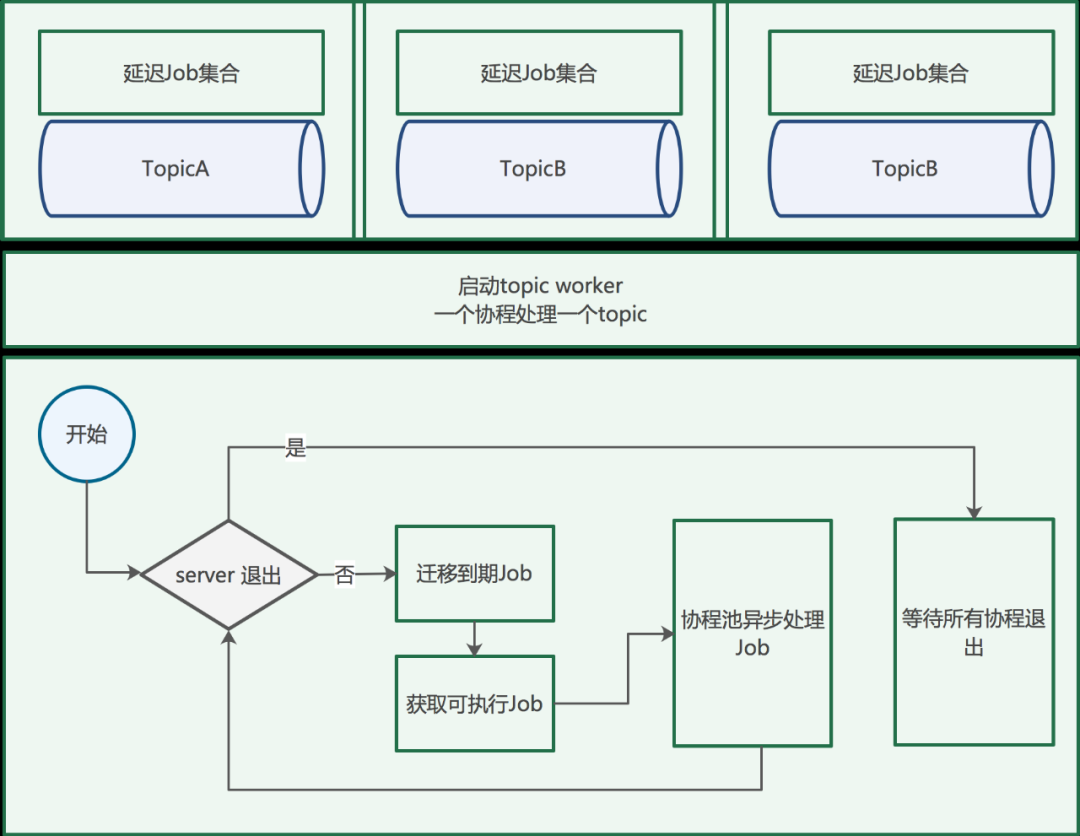 延迟Job集合
延迟Job集合
延迟Job集合
TopicA
TopicB
TopicB
启动topic worker
一个协程处理一个topic
开始
是
server 退出
否
迁移到期Job
获取可执行Job
协程池异步处理
Job
等待所有协程退
出